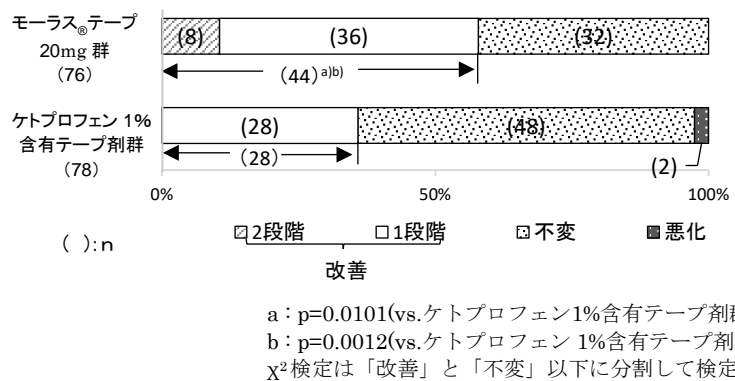 モーラス®テープ
20mg 群
(76)
(8)
(36)
(32)
(44)a)b)
ケトプロフェン 1%
含有テープ剤群
(78)
(28)
(48)
(28)
(2)
0%
50%
100%
( ):n
2段階
1段階
不変
悪化
改善
a：p=0.0101(vs.ケトプロフェン1%含有テープ剤群
b：p=0.0012(vs.ケトプロフェン 1%含有テープ剤
χ²検定は「改善」と「不変」以下に分割して検定